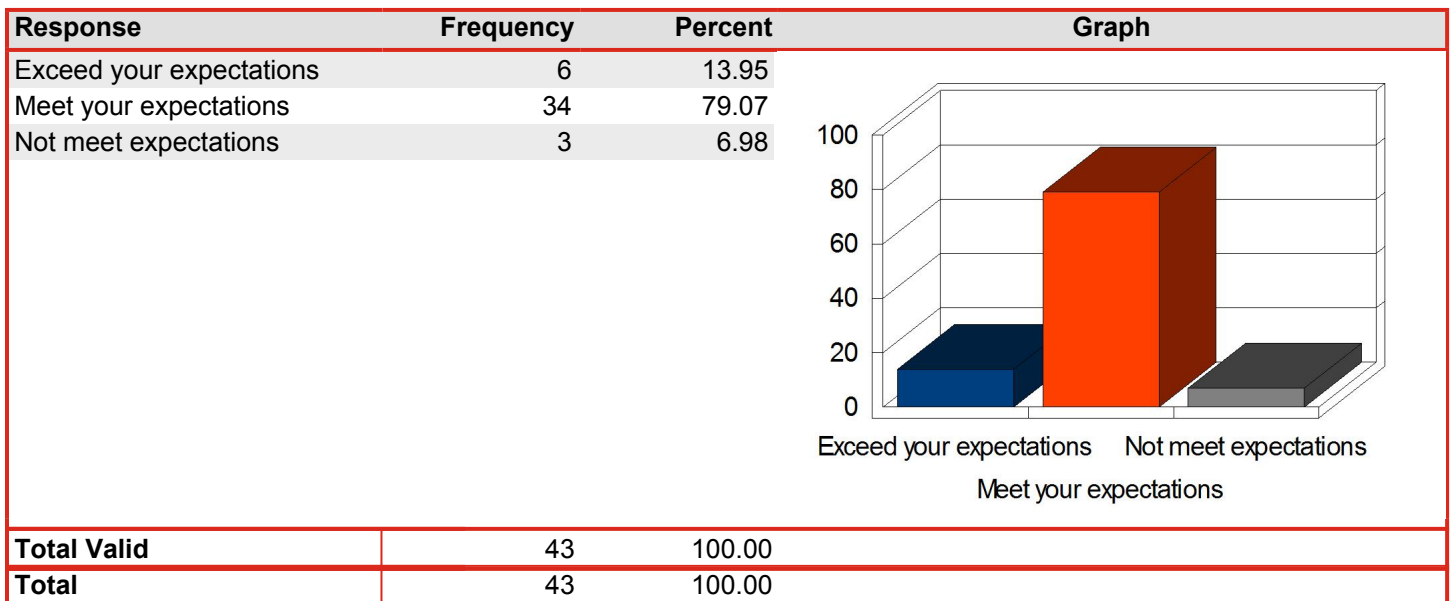 Response Frequency Percent Graph
Exceed your expectations 6 13.95
Meet your expectations 34 79.07
Not meet expectations 3 6.98
100
80
60
40
20
0
Exceed your expectations Not meet expectations
Meet your expectations
Total Valid 43 100.00
Total 43 100.00